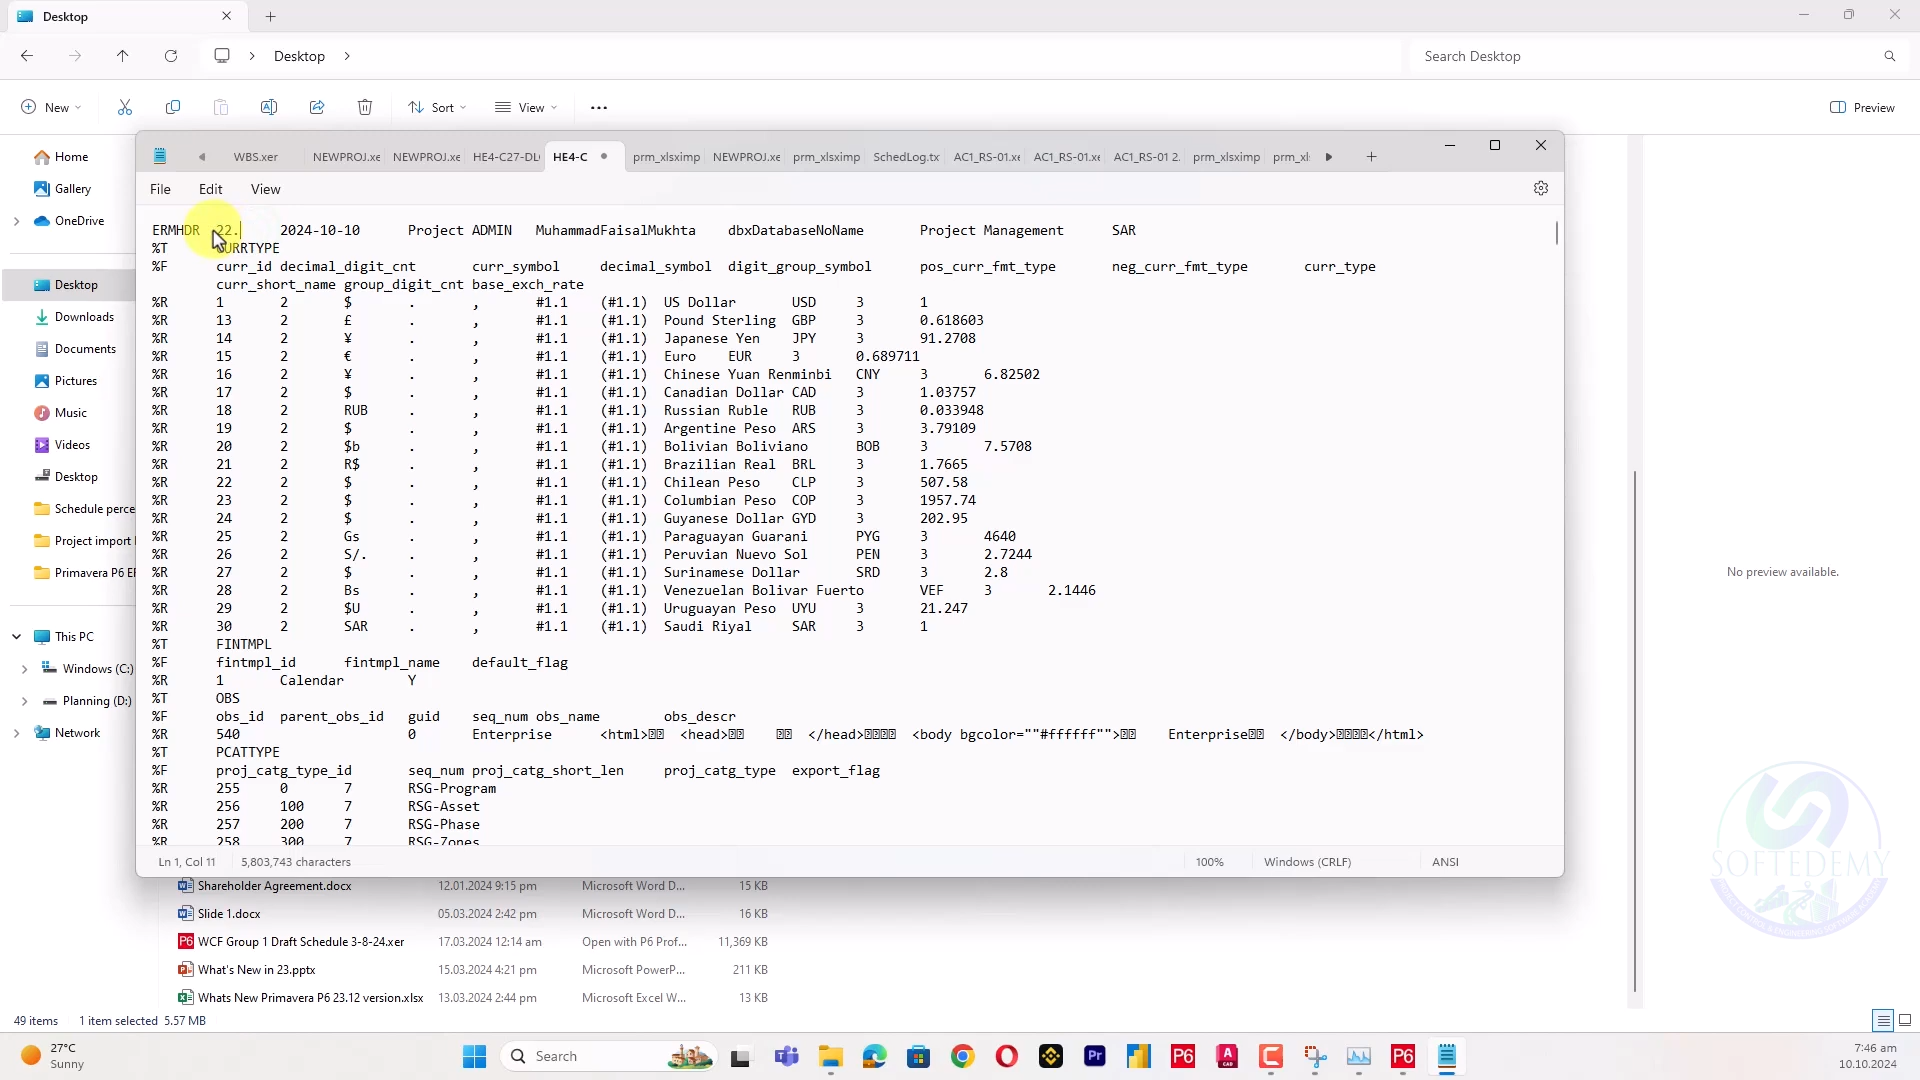 Desktop
Desktop
Search Desktop
New
Sort
View
Preview
Home
Gallery
OneDrive
Desktop
Downloads
Documents
Pictures
Music
Videos
Desktop
Schedule perce
Project import
Primavera P6 EF
This PC
Windows (C:)
Planning (D:)
Network
WBS.xer NEWPROJ.xe NEWPROJ.xe HE4-C27-DL HE4-C prm_xlsximp NEWPROJ.xe prm_xlsximp SchedLog.tx AC1_RS-01.xe AC1_RS-01.xe AC1_RS-01 2. prm_xlsximp prm_xl
File Edit View
ERMHDR 22. 2024-10-10 Project ADMIN MuhammadFaisalMukhta dbxDatabaseNoName Project Management SAR
%T CURRTYPE
%F curr_id decimal_digit_cnt curr_symbol decimal_symbol digit_group_symbol pos_curr_fmt_type neg_curr_fmt_type curr_type
curr_short_name group_digit_cnt base_exch_rate
%R 1 2 $ . , #1.1 (#1.1) US Dollar USD 3 1
%R 13 2 £ . , #1.1 (#1.1) Pound Sterling GBP 3 0.618603
%R 14 2 ¥ . , #1.1 (#1.1) Japanese Yen JPY 3 91.2708
%R 15 2 € . , #1.1 (#1.1) Euro EUR 3 0.689711
%R 16 2 ¥ . , #1.1 (#1.1) Chinese Yuan Renminbi CNY 3 6.82502
%R 17 2 $ . , #1.1 (#1.1) Canadian Dollar CAD 3 1.03757
%R 18 2 RUB . , #1.1 (#1.1) Russian Ruble RUB 3 0.033948
%R 19 2 $ . , #1.1 (#1.1) Argentine Peso ARS 3 3.79109
%R 20 2 $b . , #1.1 (#1.1) Bolivian Boliviano BOB 3 7.5708
%R 21 2 R$ . , #1.1 (#1.1) Brazilian Real BRL 3 1.7665
%R 22 2 $ . , #1.1 (#1.1) Chilean Peso CLP 3 507.58
%R 23 2 $ . , #1.1 (#1.1) Columbian Peso COP 3 1957.74
%R 24 2 $ . , #1.1 (#1.1) Guyanese Dollar GYD 3 202.95
%R 25 2 Gs . , #1.1 (#1.1) Paraguayan Guarani PYG 3 4640
%R 26 2 S/. . , #1.1 (#1.1) Peruvian Nuevo Sol PEN 3 2.7244
%R 27 2 $ . , #1.1 (#1.1) Surinamese Dollar SRD 3 2.8
%R 28 2 Bs . , #1.1 (#1.1) Venezuelan Bolivar Fuerto VEF 3 2.1446
%R 29 2 $U . , #1.1 (#1.1) Uruguayan Peso UYU 3 21.247
%R 30 2 SAR . , #1.1 (#1.1) Saudi Riyal SAR 3 1
%T FINTMPL
%F fintmpl_id fintmpl_name default_flag
%R 1 Calendar Y
%T OBS
%F obs_id parent_obs_id guid seq_num obs_name obs_descr
%R 540 0 Enterprise <html> <head> </head> <body bgcolor=""#ffffff""> Enterprise </body></html>
%T PCATTYPE
%F proj_catg_type_id seq_num proj_catg_short_len proj_catg_type export_flag
%R 255 0 7 RSG-Program
%R 256 100 7 RSG-Asset
%R 257 200 7 RSG-Phase
%R 258 300 7 RSG-Zones
Ln 1, Col 11 5,803,743 characters 100% Windows (CRLF) ANSI
No preview available.
Shareholder Agreement.docx 12.01.2024 9:15 pm Microsoft Word D... 15 KB
Slide 1.docx 05.03.2024 2:42 pm Microsoft Word D... 16 KB
WCF Group 1 Draft Schedule 3-8-24.xer 17.03.2024 12:14 am Open with P6 Prof... 11,369 KB
What's New in 23.pptx 15.03.2024 4:21 pm Microsoft PowerP... 211 KB
Whats New Primavera P6 23.12 version.xlsx 13.03.2024 2:44 pm Microsoft Excel W... 13 KB
49 items 1 item selected 5.57 MB
SOFTEDEMY
27°C
Sunny
Search
7:46 am
10.10.2024